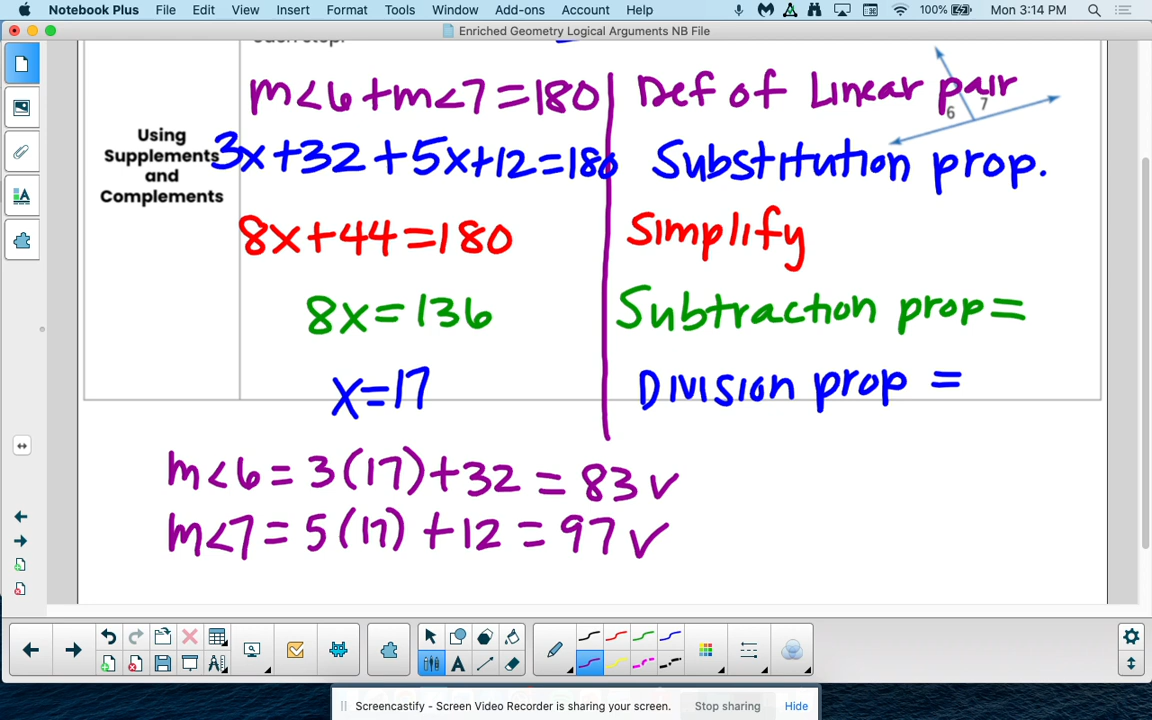 Notebook Plus File Edit View Insert Format Tools Add-ons Window Account Help 100% Mon 3:14 PM
Enriched Geometry Logical Arguments NB File
m<6+m<7=180 Def of Linear pair
6 7
Using
Supplements
and
Complements
3x+32+5x+12=180 Substitution prop.
8x+44=180 Simplify
8x=136 Subtraction prop=
x=17 Division prop =
m<6=3(17)+32=83✓
m<7=5(17)+12=97✓
Screencastify - Screen Video Recorder is sharing your screen. Stop sharing Hide